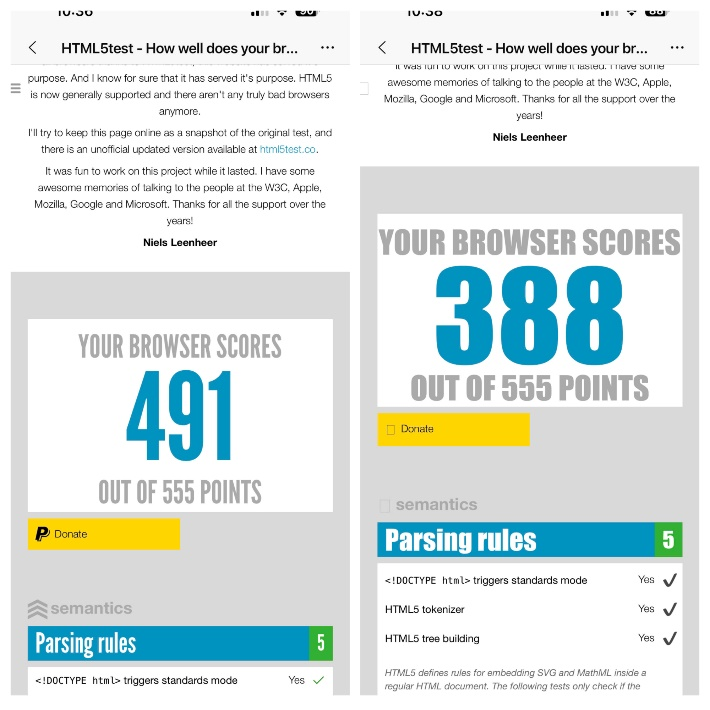 10:36
HTML5test - How well does your br...
purpose. And I know for sure that it has served it's purpose. HTML5
is now generally supported and there aren't any truly bad browsers
anymore.
I'll try to keep this page online as a snapshot of the original test, and
there is an unofficial updated version available at html5test.co.
It was fun to work on this project while it lasted. I have some
awesome memories of talking to the people at the W3C, Apple,
Mozilla, Google and Microsoft. Thanks for all the support over the
years!
Niels Leenheer
YOUR BROWSER SCORES
491
OUT OF 555 POINTS
Donate
semantics
Parsing rules 5
<!DOCTYPE html> triggers standards mode Yes
10:38
HTML5test - How well does your br...
It was fun to work on this project while it lasted. I have some
awesome memories of talking to the people at the W3C, Apple,
Mozilla, Google and Microsoft. Thanks for all the support over the
years!
Niels Leenheer
YOUR BROWSER SCORES
388
OUT OF 555 POINTS
Donate
semantics
Parsing rules 5
<!DOCTYPE html> triggers standards mode Yes
HTML5 tokenizer Yes
HTML5 tree building Yes
HTML5 defines rules for embedding SVG and MathML inside a
regular HTML document. The following tests only check if the